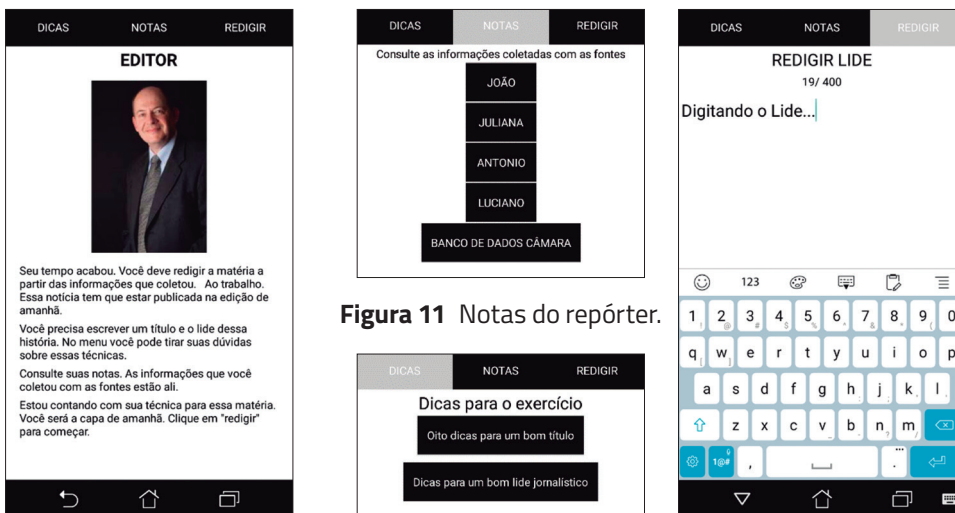 DICAS NOTAS REDIGIR
EDITOR
Seu tempo acabou. Você deve redigir a matéria a
partir das informações que coletou. Ao trabalho.
Essa notícia tem que estar publicada na edição de
amanhã.
Você precisa escrever um título e o lide dessa
história. No menu você pode tirar suas dúvidas
sobre essas técnicas.
Consulte suas notas. As informações que você
coletou com as fontes estão ali.
Estou contando com sua técnica para essa matéria.
Você será a capa de amanhã. Clique em "redigir"
para começar.
DICAS NOTAS REDIGIR
Consulte as informações coletadas com as fontes
JOÃO
JULIANA
ANTONIO
LUCIANO
BANCO DE DADOS CÂMARA
Figura 11 Notas do repórter.
DICAS NOTAS REDIGIR
Dicas para o exercício
Oito dicas para um bom título
Dicas para um bom lide jornalístico
DICAS NOTAS REDIGIR
REDIGIR LIDE
19/ 400
Digitando o Lide...
123
1 2 3 4 5 6 7 8 9 0
q w e r t y u i o p
a s d f g h j k l
z x c v b n m
1@# , .